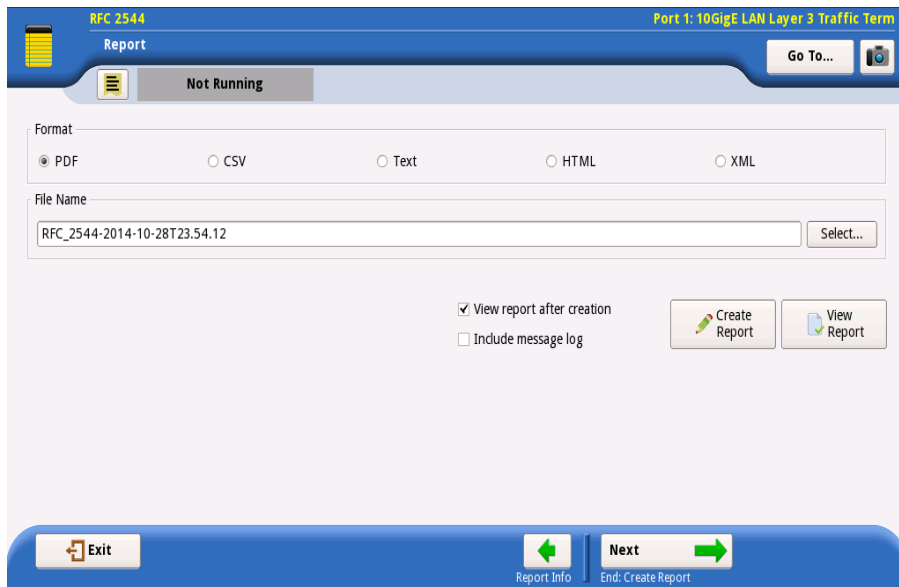 RFC 2544
Port 1: 10GigE LAN Layer 3 Traffic Term
Report
Go To...
Not Running
Format
PDF
CSV
Text
HTML
XML
File Name
RFC_2544-2014-10-28T23.54.12
Select...
View report after creation
Include message log
Create
Report
View
Report
Exit
Next
Report Info
End: Create Report